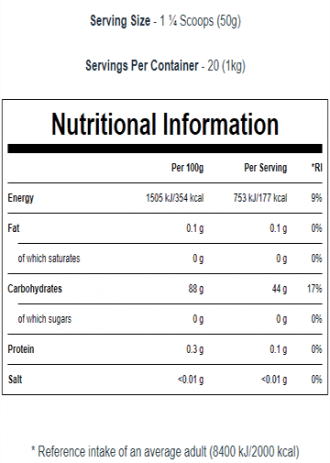 Serving Size - 1 ¼ Scoops (50g)
Servings Per Container - 20 (1kg)
Nutritional Information
Per 100g Per Serving *RI
Energy 1505 kJ/354 kcal 753 kJ/177 kcal 9%
Fat 0.1 g 0.1 g 0%
of which saturates 0 g 0 g 0%
Carbohydrates 88 g 44 g 17%
of which sugars 0 g 0 g 0%
Protein 0.3 g 0.1 g 0%
Salt <0.01 g <0.01 g 0%
* Reference intake of an average adult (8400 kJ/2000 kcal)